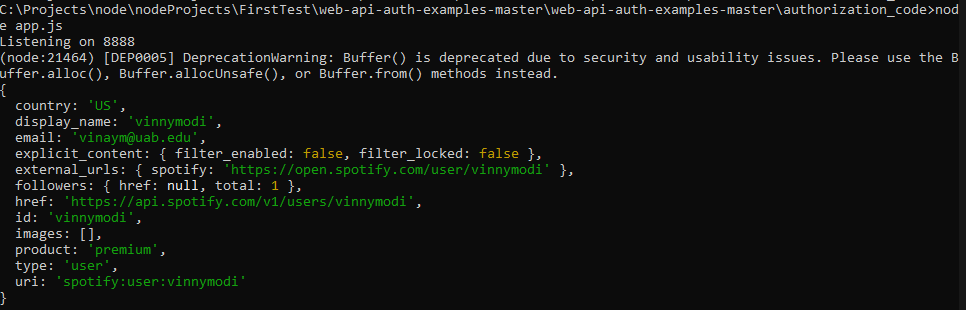 C:\Projects\node\nodeProjects\FirstTest\web-api-auth-examples-master\web-api-auth-examples-master\authorization_code>nod
e app.js
Listening on 8888
(node:21464) [DEP0005] DeprecationWarning: Buffer() is deprecated due to security and usability issues. Please use the B
uffer.alloc(), Buffer.allocUnsafe(), or Buffer.from() methods instead.
{
  country: 'US',
  display_name: 'vinnymodi',
  email: 'vinaym@uab.edu',
  explicit_content: { filter_enabled: false, filter_locked: false },
  external_urls: { spotify: 'https://open.spotify.com/user/vinnymodi' },
  followers: { href: null, total: 1 },
  href: 'https://api.spotify.com/v1/users/vinnymodi',
  id: 'vinnymodi',
  images: [],
  product: 'premium',
  type: 'user',
  uri: 'spotify:user:vinnymodi'
}